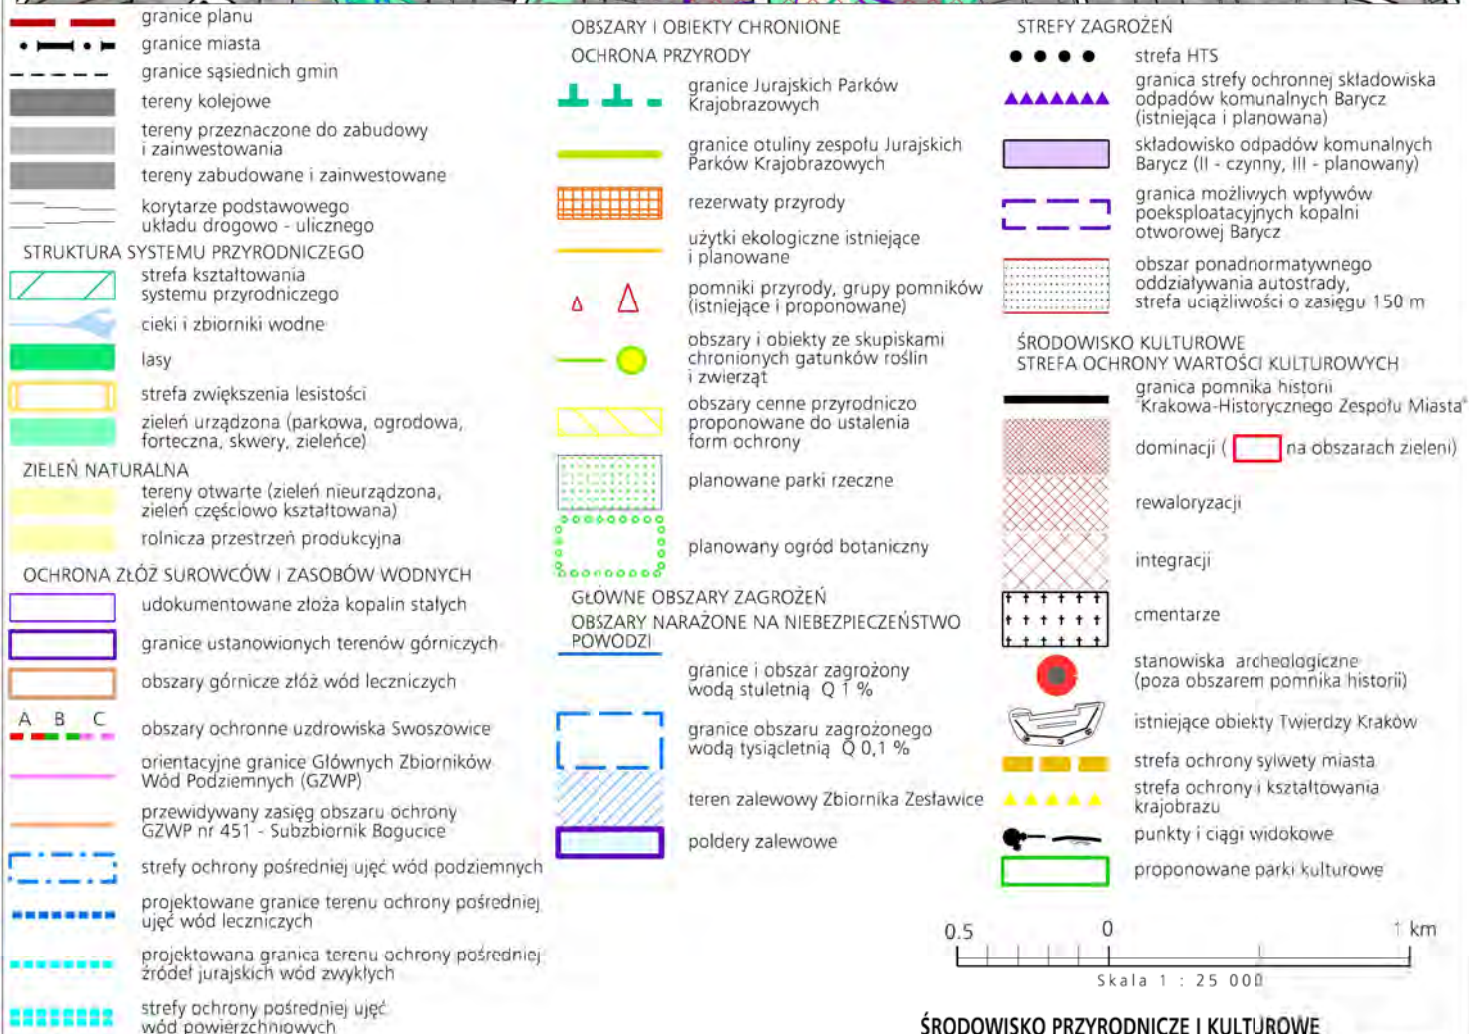 granice planu
granice miasta
granice sąsiednich gmin
tereny kolejowe
tereny przeznaczone do zabudowy
i zainwestowania
tereny zabudowane i zainwestowane
korytarze podstawowego
układu drogowo - ulicznego
STRUKTURA SYSTEMU PRZYRODNICZEGO
strefa kształtowania
systemu przyrodniczego
cieki i zbiorniki wodne
lasy
strefa zwiększenia lesistości
zieleń urządzona (parkowa, ogrodowa,
forteczna, skwery, zieleńce)
ZIELEŃ NATURALNA
tereny otwarte (zieleń nieurządzona,
zieleń częściowo kształtowana)
rolnicza przestrzeń produkcyjna
OCHRONA ZŁÓŻ SUROWCÓW I ZASOBÓW WODNYCH
udokumentowane złoża kopalin stałych
granice ustanowionych terenów górniczych
obszary górnicze złóż wód leczniczych
A B C
obszary ochronne uzdrowiska Swoszowice
orientacyjne granice Głównych Zbiorników
Wód Podziemnych (GZWP)
przewidywany zasięg obszaru ochrony
GZWP nr 451 - Subzbiornik Bogucice
strefy ochrony pośredniej ujęć wód podziemnych
projektowane granice terenu ochrony pośredniej
ujęć wód leczniczych
projektowana granica terenu ochrony pośredniej
źródeł jurajskich wód zwykłych
strefy ochrony pośredniej ujęć
wód powierzchniowych
OBSZARY I OBIEKTY CHRONIONE
OCHRONA PRZYRODY
granice Jurajskich Parków
Krajobrazowych
granice otuliny zespołu Jurajskich
Parków Krajobrazowych
rezerwaty przyrody
użytki ekologiczne istniejące
i planowane
pomniki przyrody, grupy pomników
(istniejące i proponowane)
obszary i obiekty ze skupiskami
chronionych gatunków roślin
i zwierząt
obszary cenne przyrodniczo
proponowane do ustalenia
form ochrony
planowane parki rzeczne
planowany ogród botaniczny
GŁÓWNE OBSZARY ZAGROŻEŃ
OBSZARY NARAŻONE NA NIEBEZPIECZEŃSTWO
POWODZI
granice i obszar zagrożony
wodą stuletnią Q 1 %
granice obszaru zagrożonego
wodą tysiącletnią Q 0,1 %
teren zalewowy Zbiornika Zesławice
poldery zalewowe
STREFY ZAGROŻEŃ
strefa HTS
granica strefy ochronnej składowiska
odpadów komunalnych Barycz
(istniejąca i planowana)
składowisko odpadów komunalnych
Barycz (II - czynny, III - planowany)
granica możliwych wpływów
poeksploatacyjnych kopalni
otworowej Barycz
obszar ponadnormatywnego
oddziaływania autostrady,
strefa uciążliwości o zasięgu 150 m
ŚRODOWISKO KULTUROWE
STREFA OCHRONY WARTOŚCI KULTUROWYCH
granica pomnika historii
"Krakowa-Historycznego Zespołu Miasta"
dominacji ( na obszarach zieleni)
rewaloryzacji
integracji
cmentarze
stanowiska archeologiczne
(poza obszarem pomnika historii)
istniejące obiekty Twierdzy Kraków
strefa ochrony sylwety miasta
strefa ochrony i kształtowania
krajobrazu
punkty i ciągi widokowe
proponowane parki kulturowe
0.5 0 1 km
Skala 1 : 25 000
ŚRODOWISKO PRZYRODNICZE I KULTUROWE